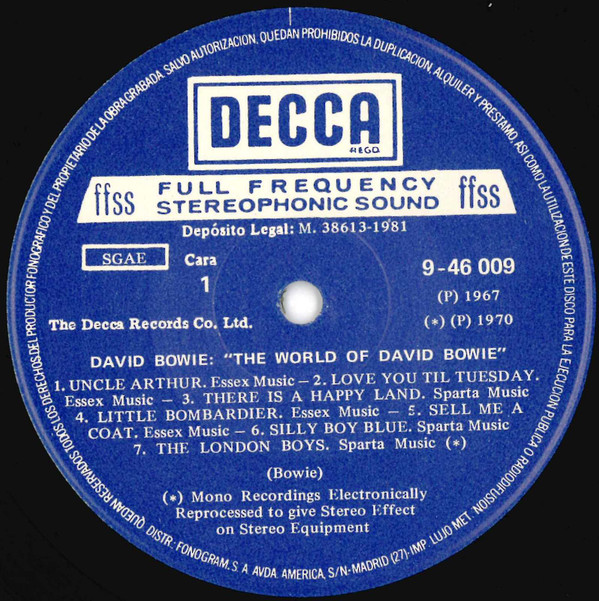 QUEDAN RESERVADOS TODOS LOS DERECHOS DEL PRODUCTOR FONOGRAFICO Y DEL PROPIETARIO DE LA OBRA GRABADA. SALVO AUTORIZACION, QUEDAN PROHIBIDOS LA DUPLICACION, ALQUILER Y PRESTAMO, ASI COMO LA UTILIZACION DE ESTE DISCO PARA LA EJECUCION PUBLICA O RADIODIFUSION.
DECCA
REGD.
ffss FULL FREQUENCY ffss
STEREOPHONIC SOUND
Depósito Legal: M. 38613-1981
SGAE Cara 9-46 009
1 (P) 1967
The Decca Records Co. Ltd. (*) (P) 1970
DAVID BOWIE: "THE WORLD OF DAVID BOWIE"
1. UNCLE ARTHUR. Essex Music – 2. LOVE YOU TIL TUESDAY.
Essex Music – 3. THERE IS A HAPPY LAND. Sparta Music
4. LITTLE BOMBARDIER. Essex Music – 5. SELL ME A
COAT. Essex Music – 6. SILLY BOY BLUE. Sparta Music
7. THE LONDON BOYS. Sparta Music (*)
(Bowie)
(*) Mono Recordings Electronically
Reprocessed to give Stereo Effect
on Stereo Equipment
DISTR. FONOGRAM, S. A. AVDA. AMERICA, S/N-MADRID (27)-IMP. LUJO MET.